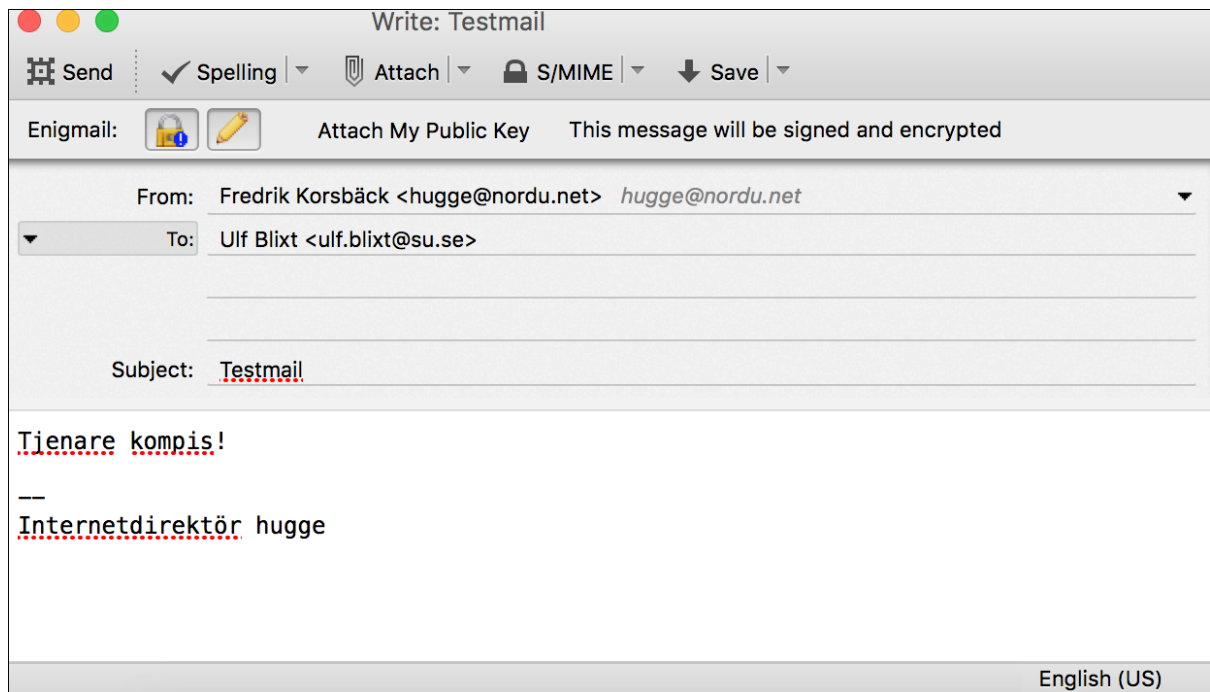 Write: Testmail
Send Spelling Attach S/MIME Save
Enigmail: Attach My Public Key This message will be signed and encrypted
From: Fredrik Korsbäck <hugge@nordu.net> hugge@nordu.net
To: Ulf Blixt <ulf.blixt@su.se>
Subject: Testmail
Tjenare kompis!
--
Internetdirektör hugge
English (US)